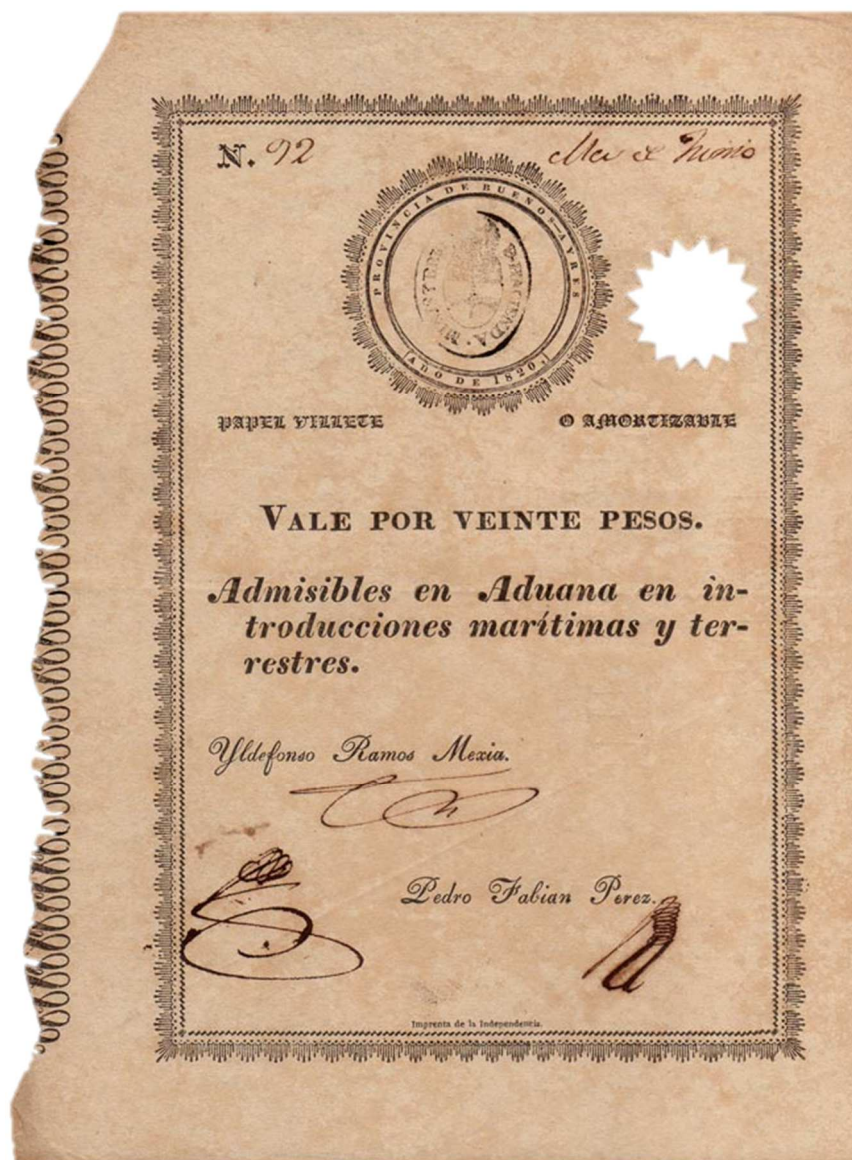 N. 92
PROVINCIA DE BUENOS-AYRES
AÑO DE 1820.
HACIENDA
PAPEL VILLETE O AMORTIZABLE
VALE POR VEINTE PESOS.
Admisibles en Aduana en in-
troducciones marítimas y ter-
restres.
Yldefonso Ramos Mexia.
Pedro Fabian Perez.
Imprenta de la Independencia.